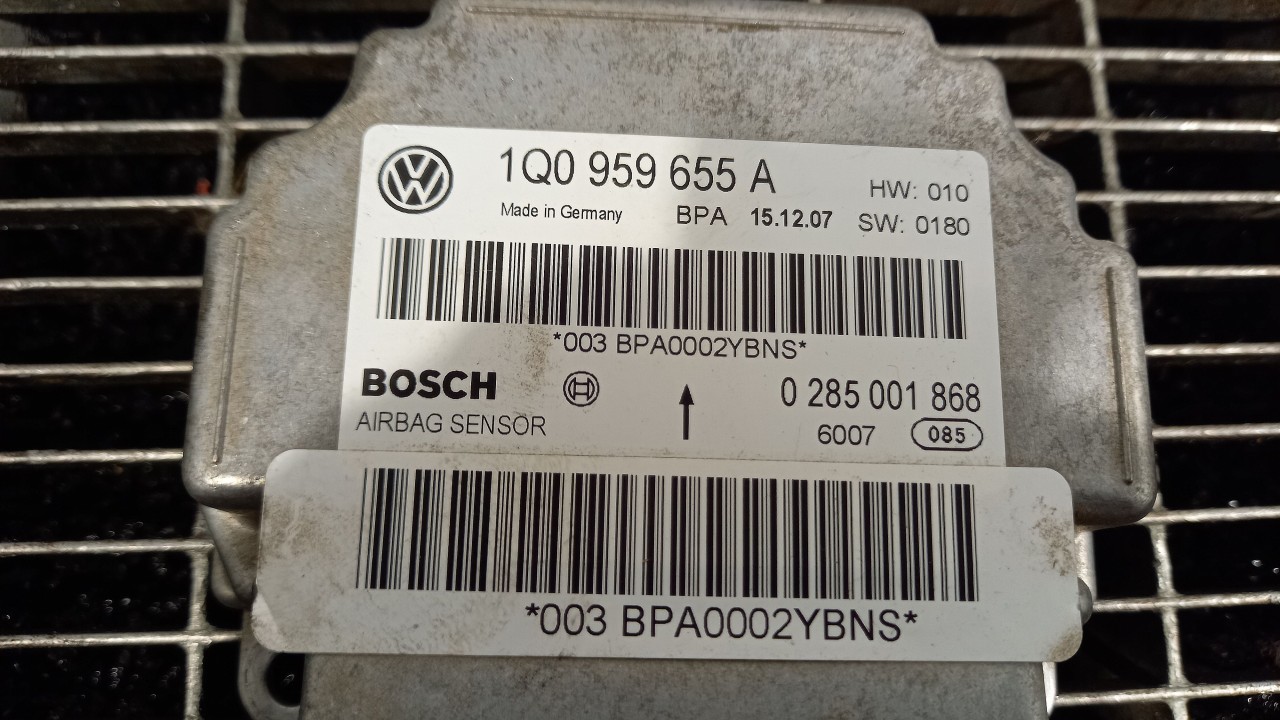 1Q0 959 655 A
HW: 010
Made in Germany BPA 15.12.07 SW: 0180
*003 BPA0002YBNS*
BOSCH 0 285 001 868
AIRBAG SENSOR 6007 085
*003 BPA0002YBNS*